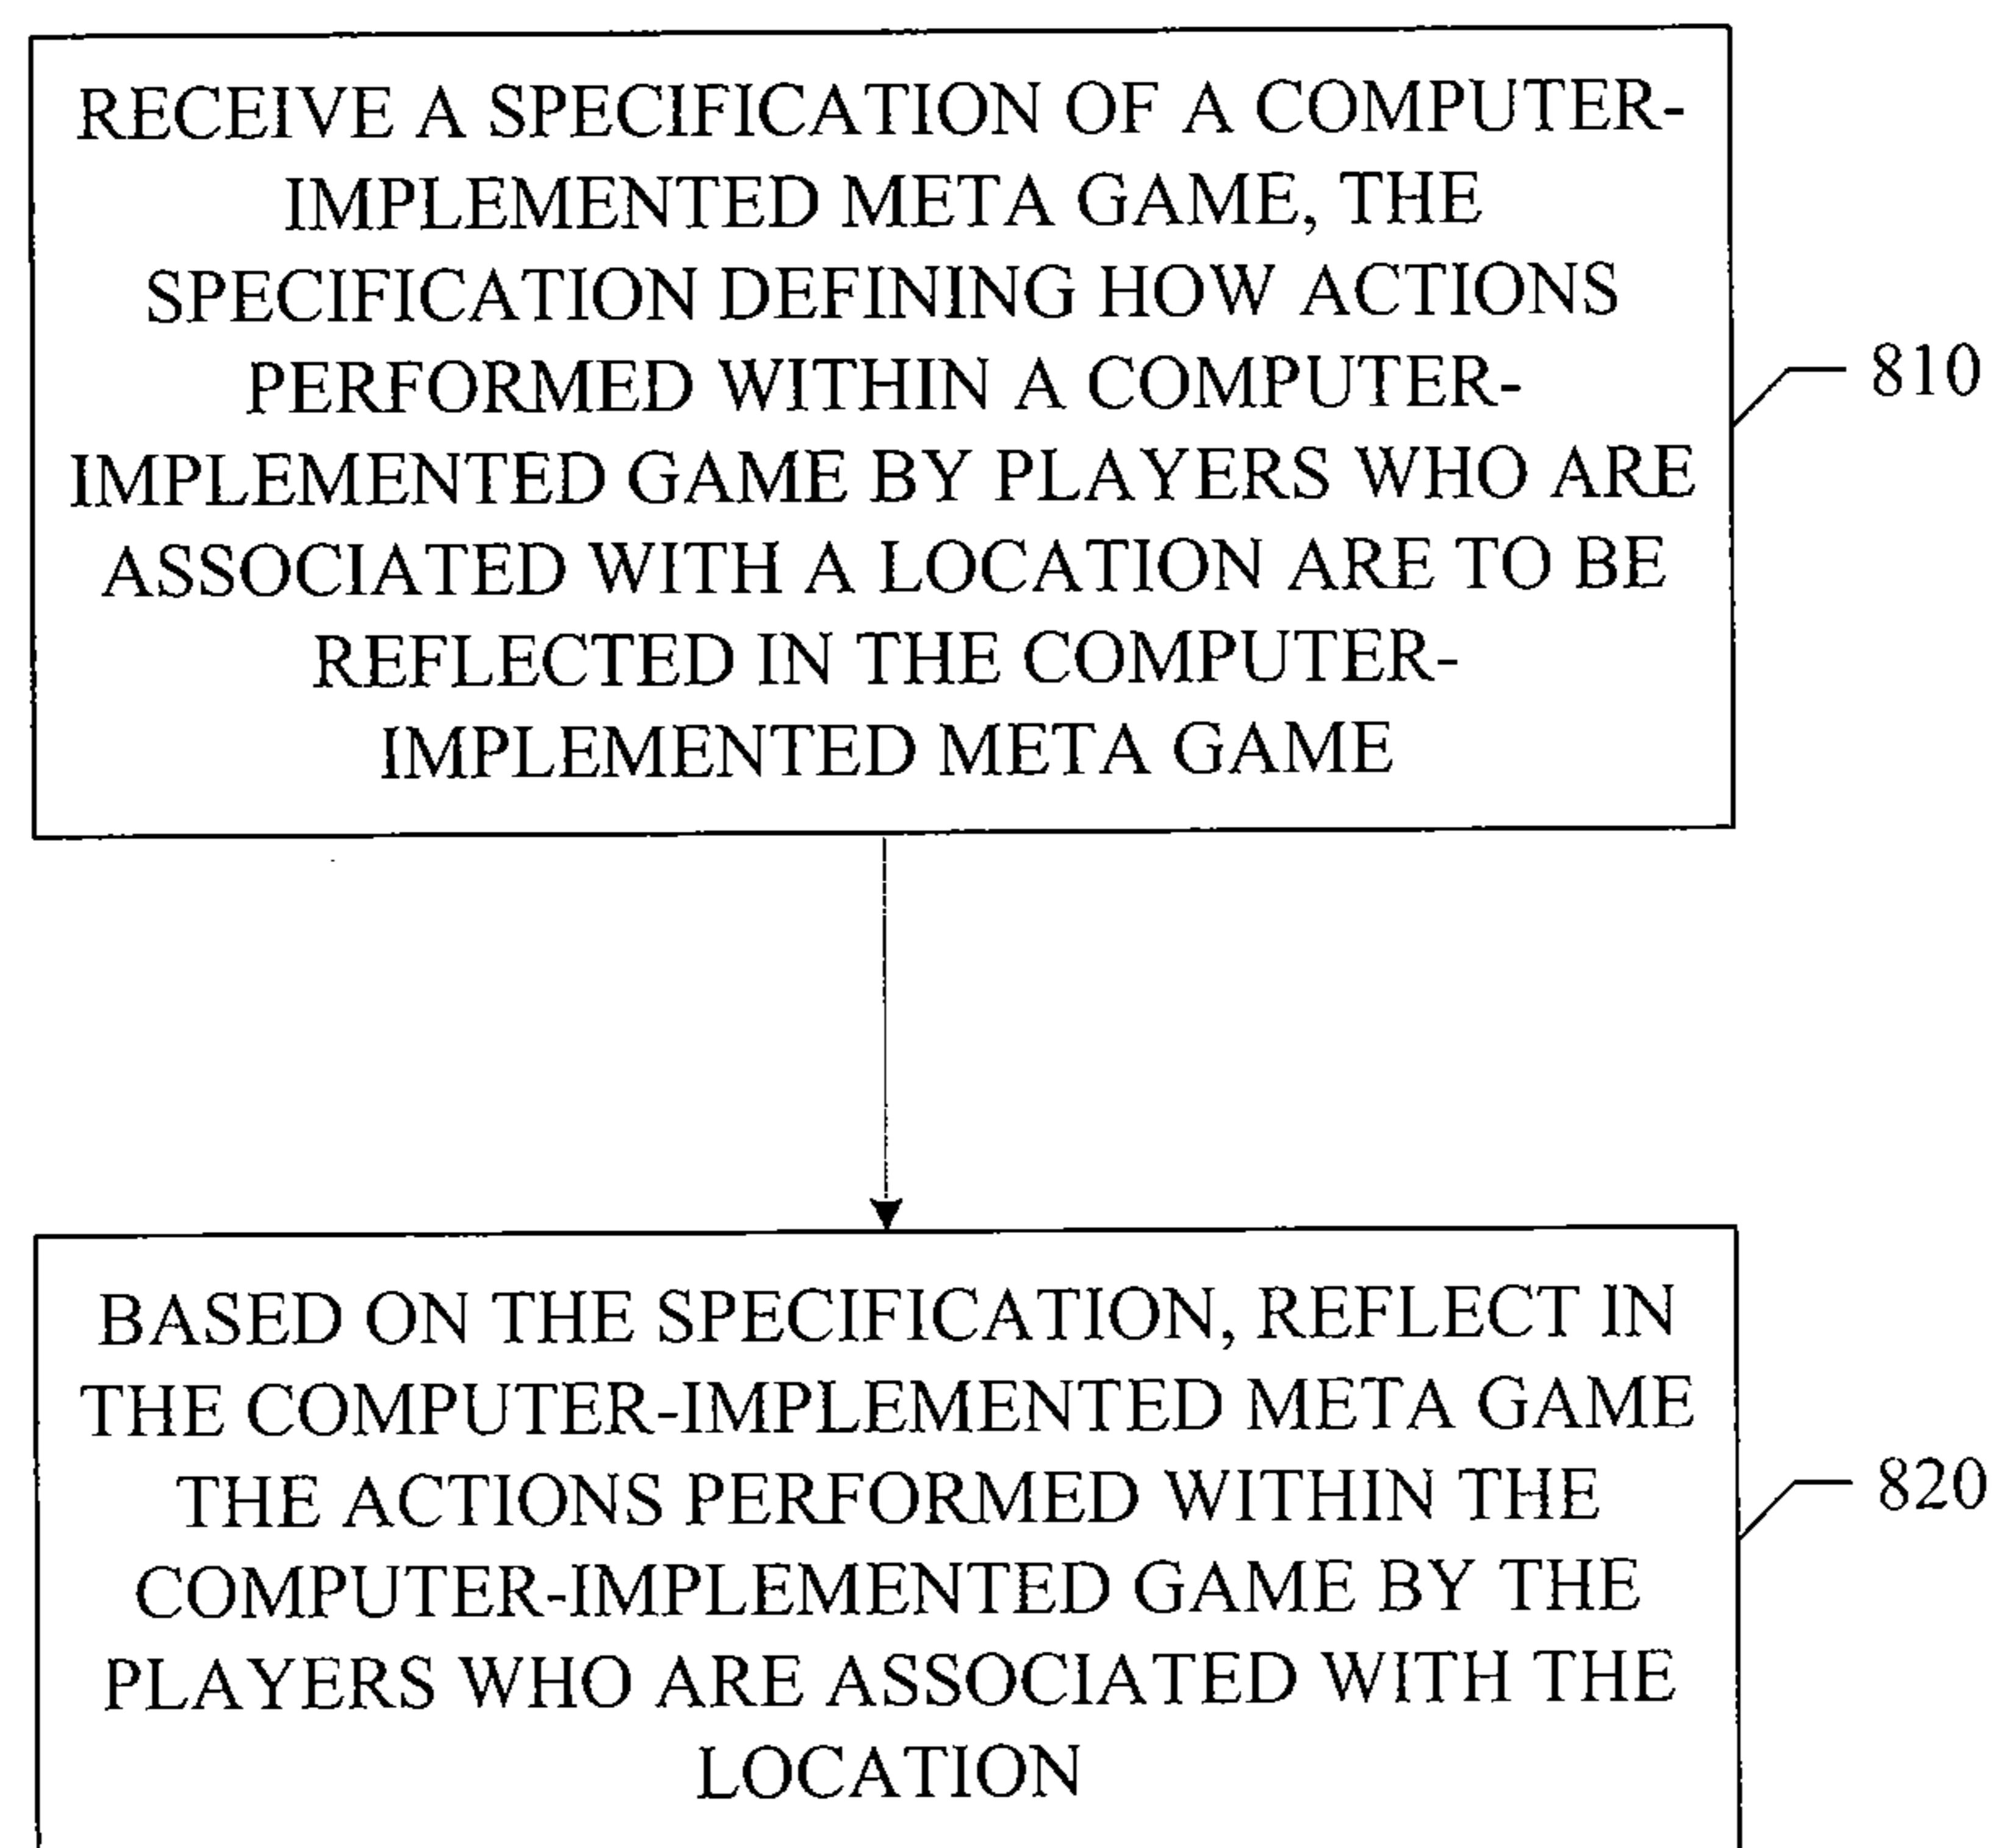 RECEIVE A SPECIFICATION OF A COMPUTER-
IMPLEMENTED META GAME, THE
SPECIFICATION DEFINING HOW ACTIONS
PERFORMED WITHIN A COMPUTER-
IMPLEMENTED GAME BY PLAYERS WHO ARE
ASSOCIATED WITH A LOCATION ARE TO BE
REFLECTED IN THE COMPUTER-
IMPLEMENTED META GAME
810
BASED ON THE SPECIFICATION, REFLECT IN
THE COMPUTER-IMPLEMENTED META GAME
THE ACTIONS PERFORMED WITHIN THE
COMPUTER-IMPLEMENTED GAME BY THE
PLAYERS WHO ARE ASSOCIATED WITH THE
LOCATION
820